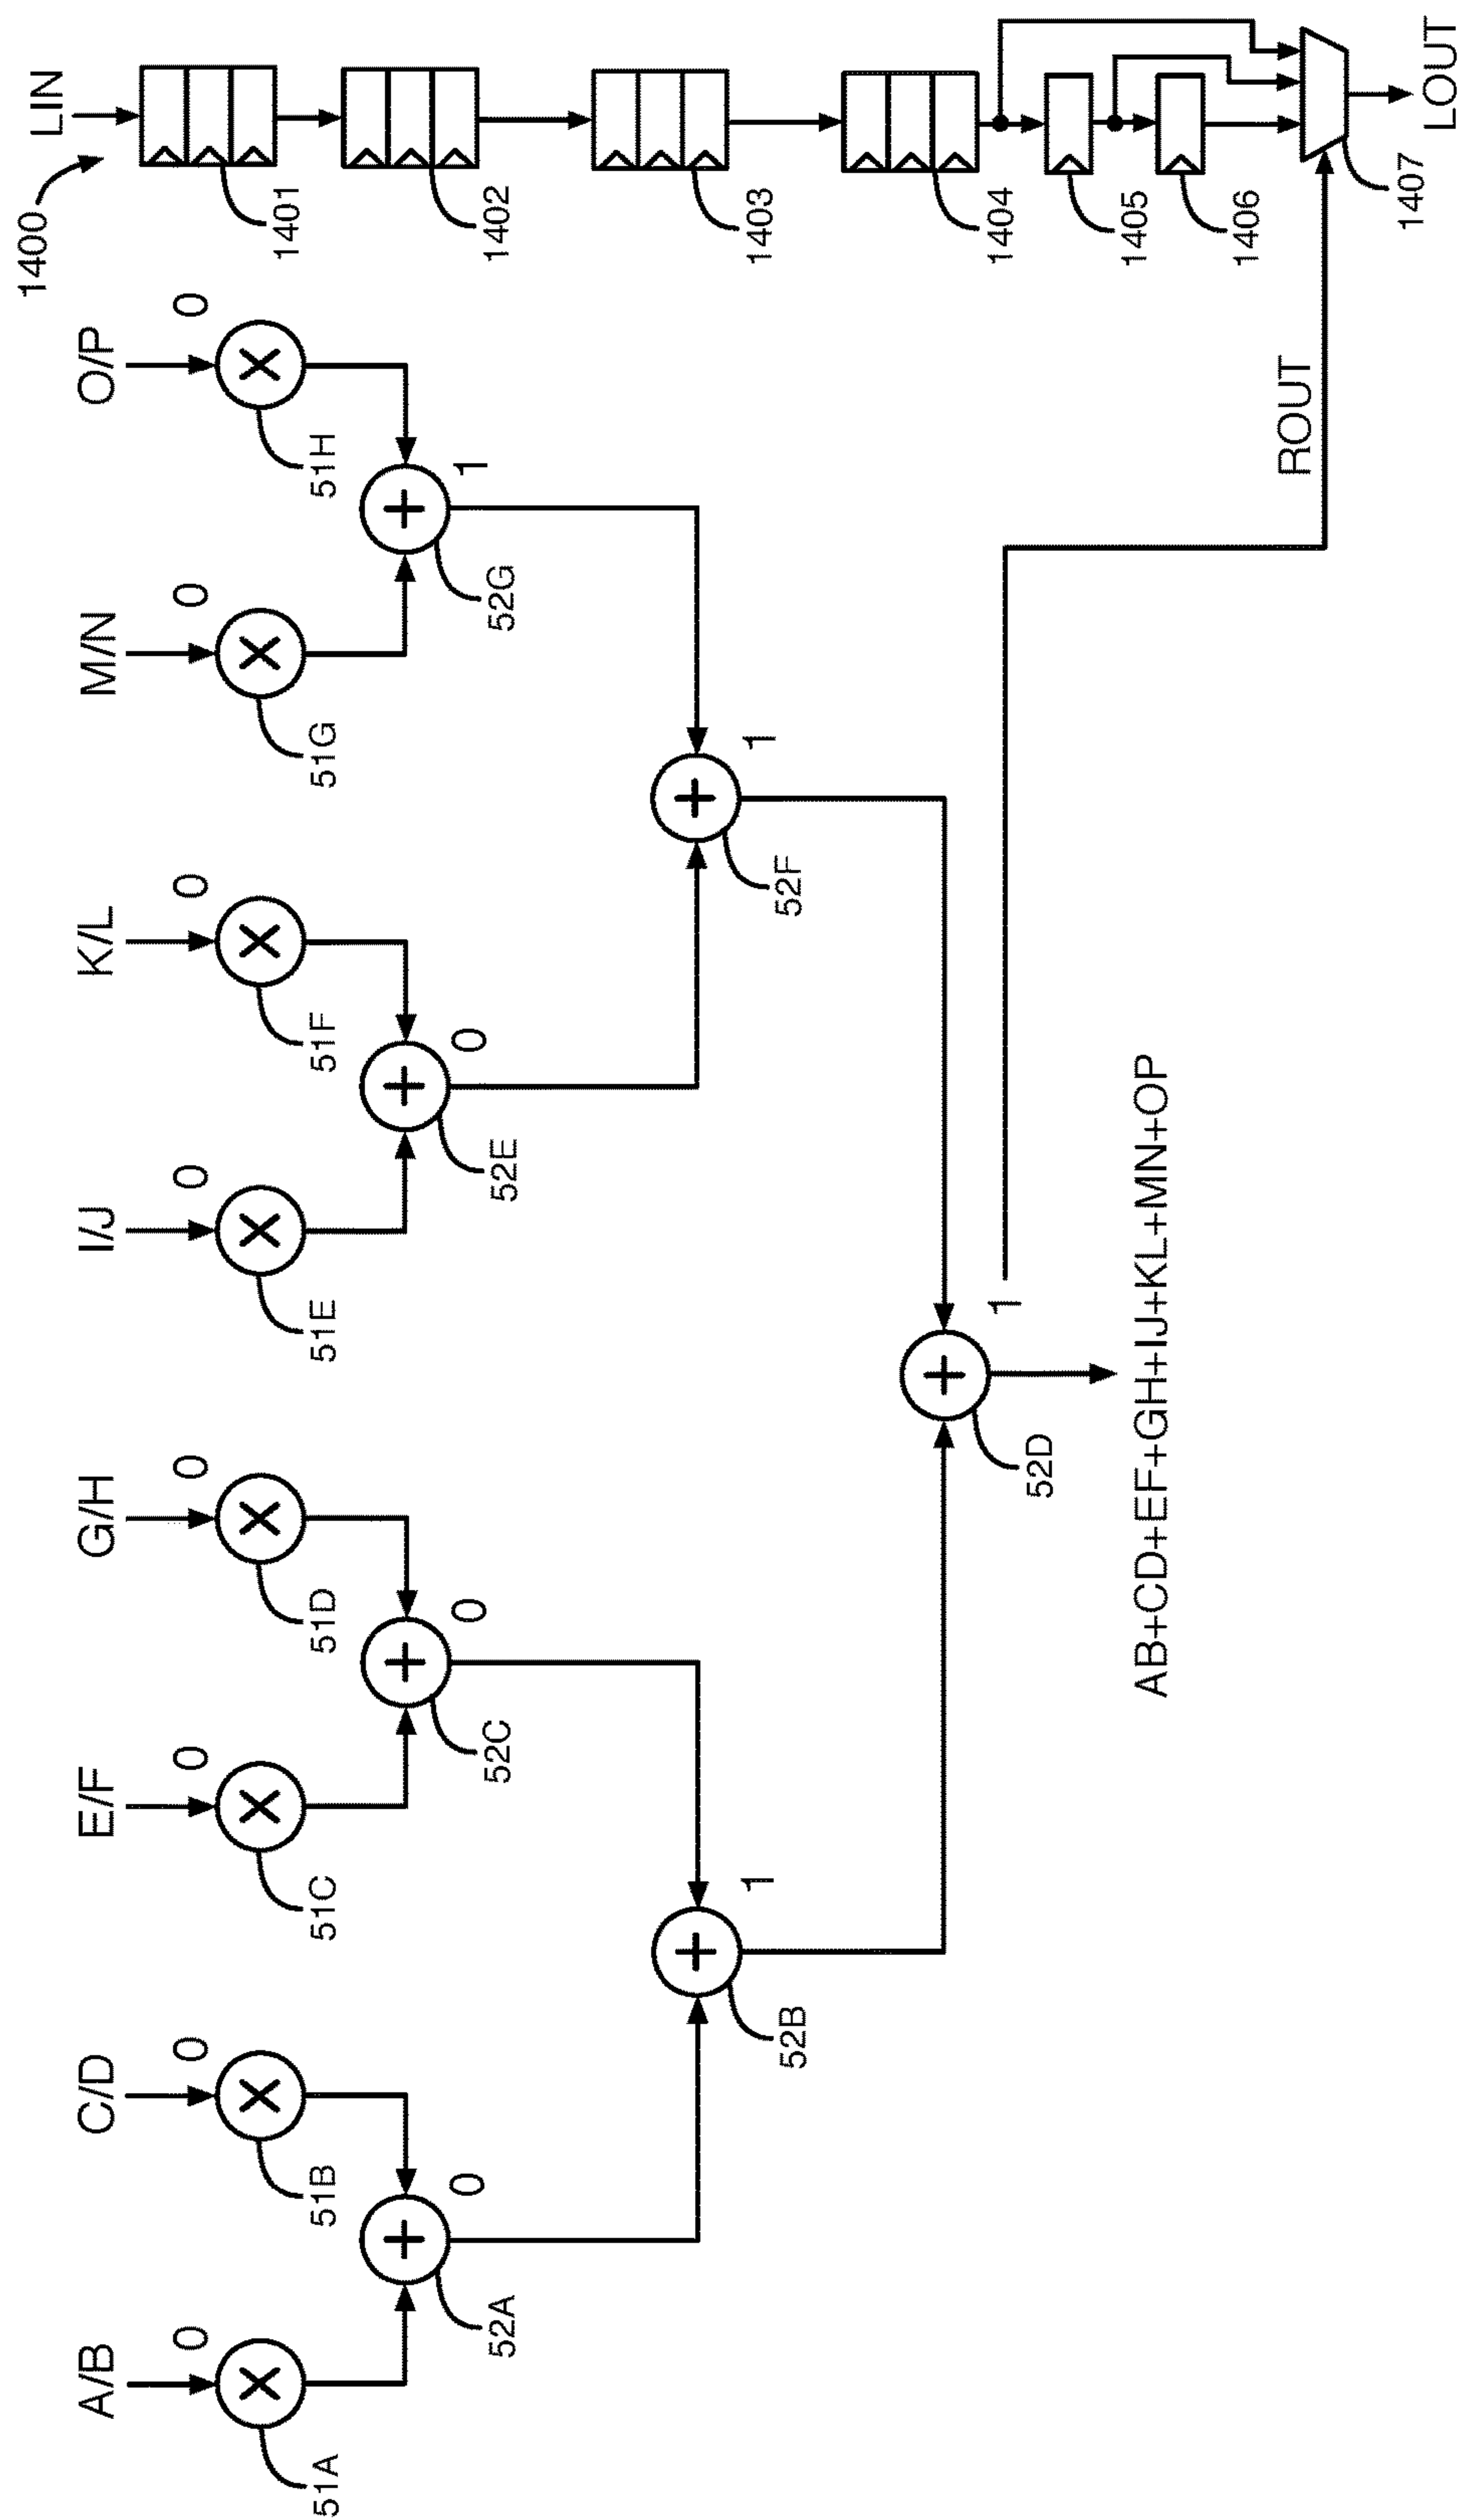 A/B
C/D
E/F
G/H
I/J
K/L
M/N
O/P
LIN
1400
0
0
0
0
0
0
0
0
51A
51B
51C
51D
51E
51F
51G
51H
1401
0
0
0
1
52A
52C
52E
52G
1402
1
1
52B
52F
1403
1
52D
1404
AB+CD+EF+GH+IJ+KL+MN+OP
1405
1406
ROUT
1407
LOUT